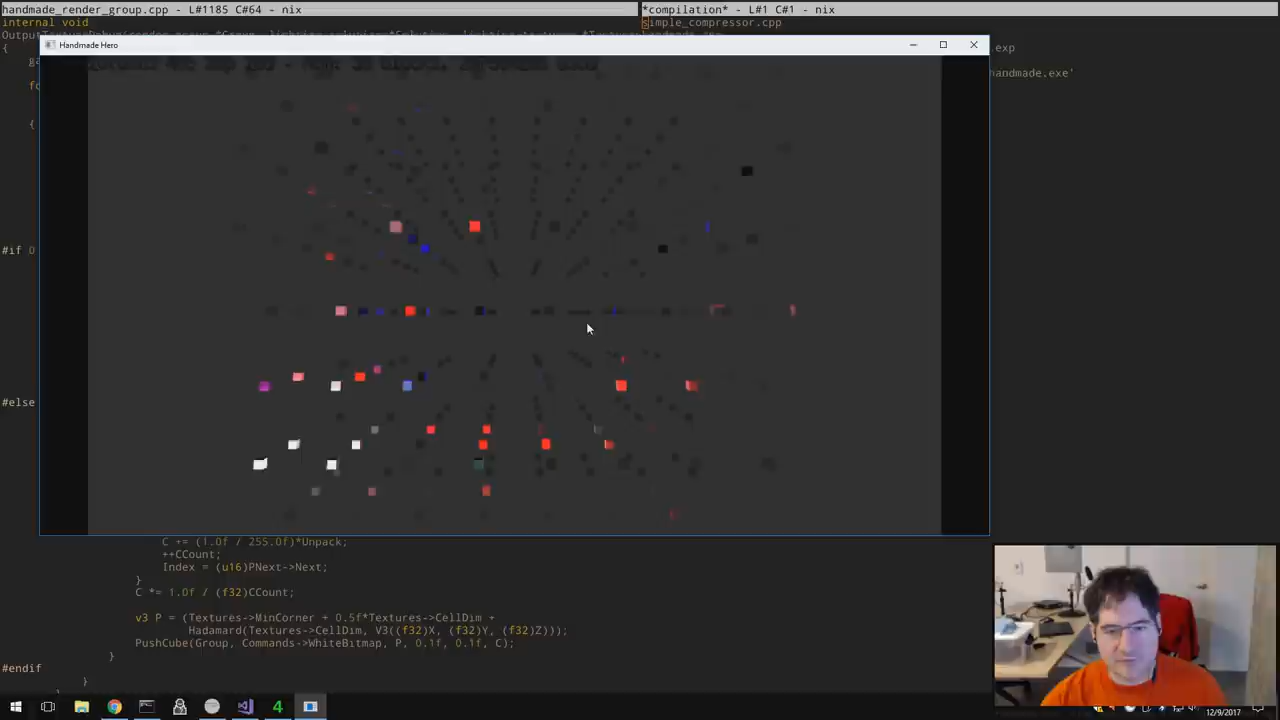 handmade_render_group.cpp - L#1185 C#64 - nix
*compilation* - L#1 C#1 - nix
internal void
simple_compressor.cpp
{
Handmade Hero
.exp
handmade.exe'
fo
{
#if 0
#else
C += (1.0f / 255.0f)*Unpack;
++CCount;
Index = (u16)PNext->Next;
}
C *= 1.0f / (f32)CCount;
v3 P = (Textures->MinCorner + 0.5f*Textures->CellDim +
Hadamard(Textures->CellDim, V3((f32)X, (f32)Y, (f32)Z)));
PushCube(Group, Commands->WhiteBitmap, P, 0.1f, 0.1f, C);
}
#endif
}
4
12/9/2017